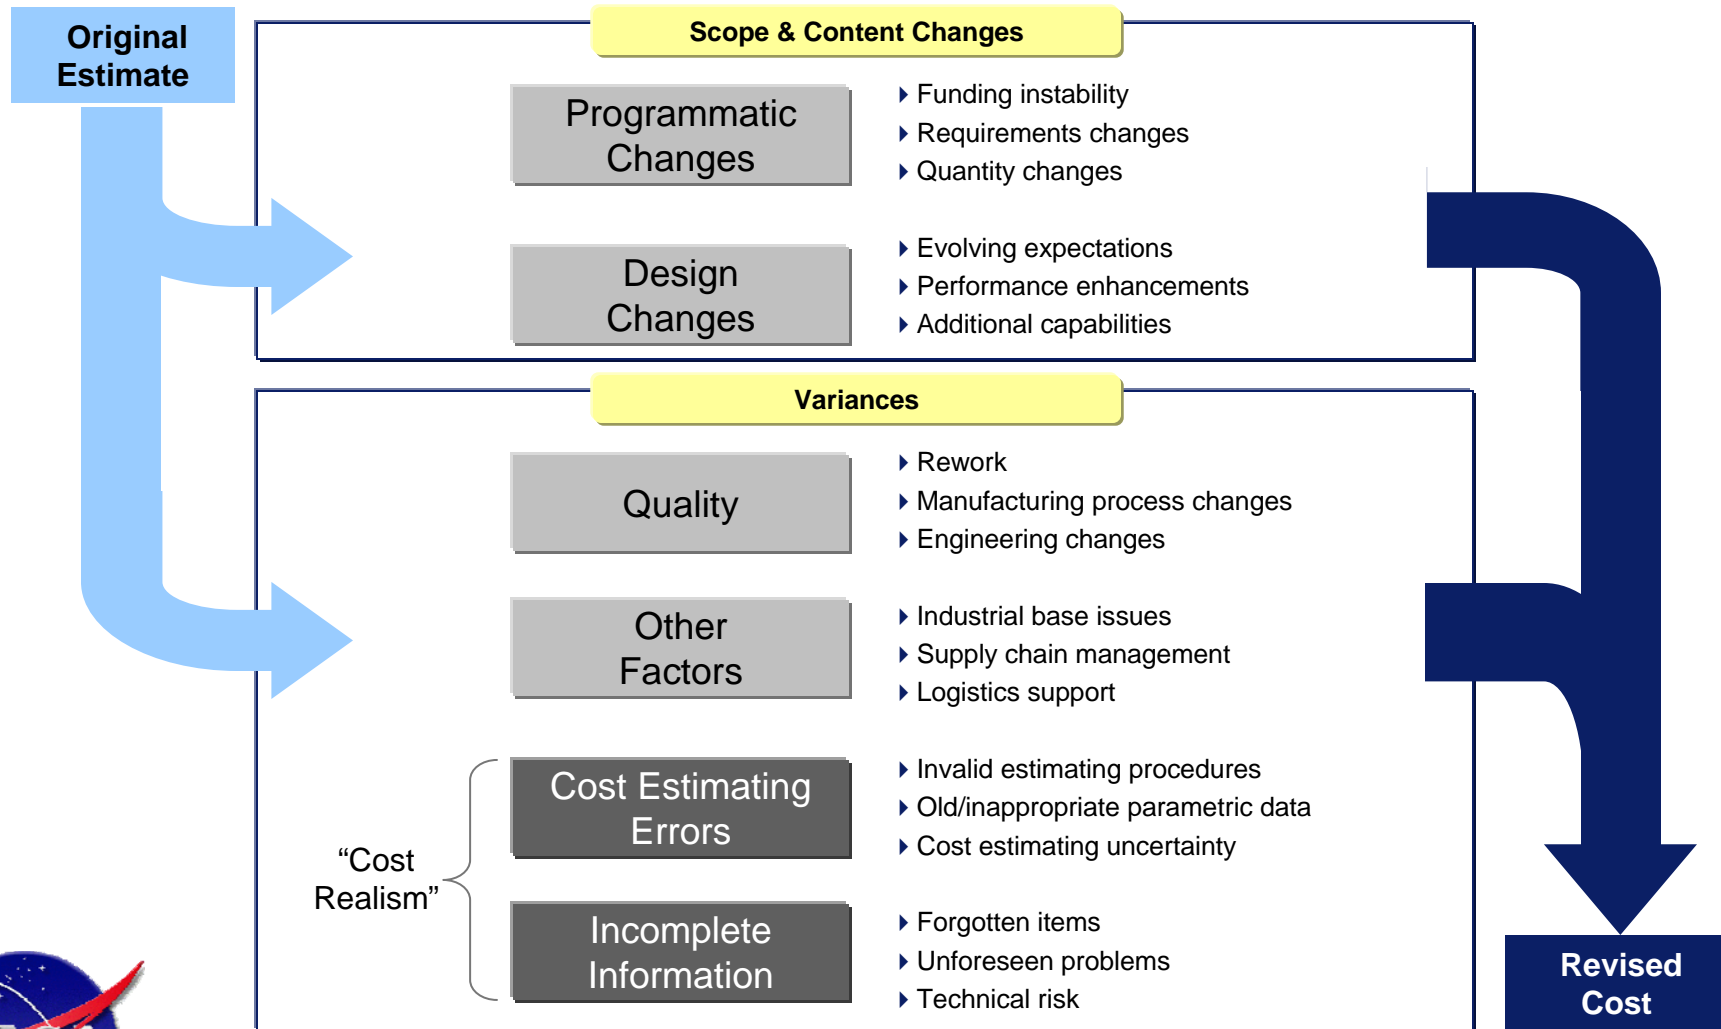 Original
Estimate
Scope & Content Changes
Programmatic
Changes
Funding instability
Requirements changes
Quantity changes
Design
Changes
Evolving expectations
Performance enhancements
Additional capabilities
Variances
Quality
Rework
Manufacturing process changes
Engineering changes
Other
Factors
Industrial base issues
Supply chain management
Logistics support
“Cost
Realism”
Cost Estimating
Errors
Invalid estimating procedures
Old/inappropriate parametric data
Cost estimating uncertainty
Incomplete
Information
Forgotten items
Unforeseen problems
Technical risk
Revised
Cost